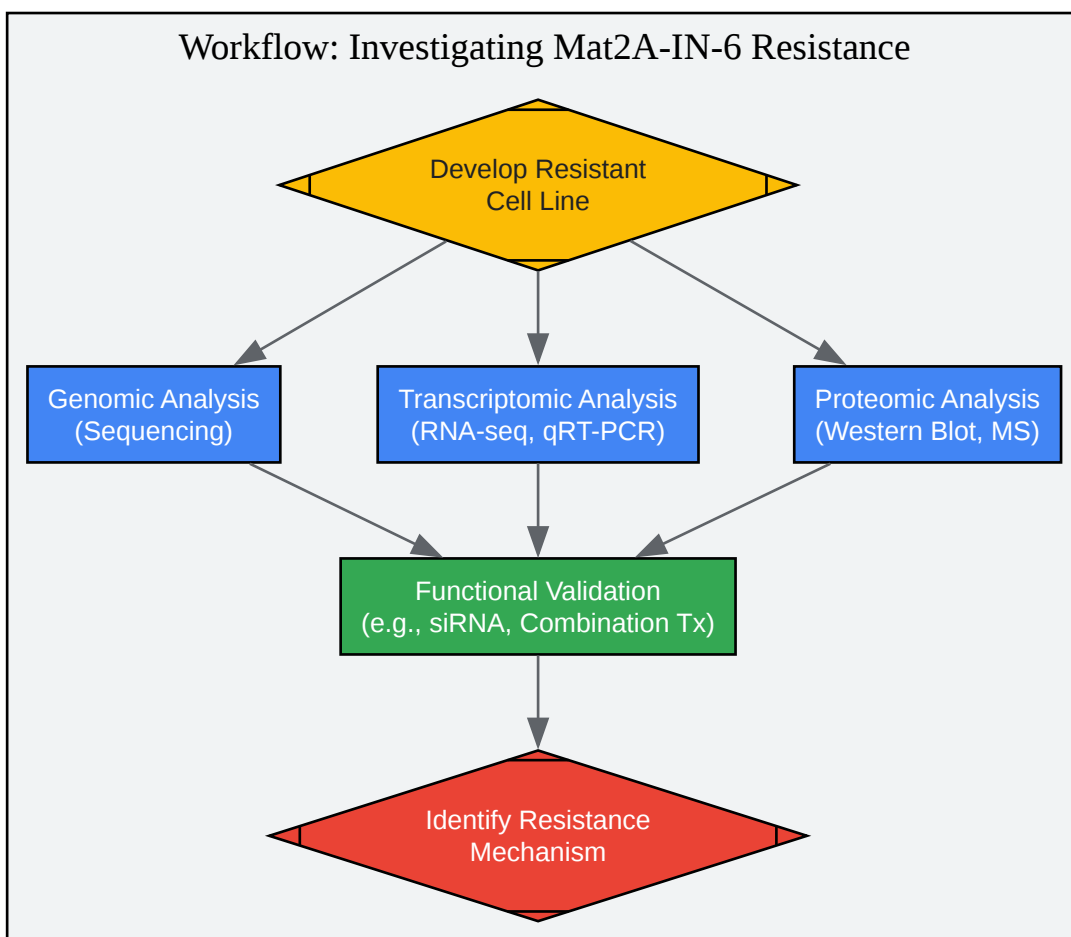 Workflow: Investigating Mat2A-IN-6 Resistance
Develop Resistant
Cell Line
Genomic Analysis
(Sequencing)
Transcriptomic Analysis
(RNA-seq, qRT-PCR)
Proteomic Analysis
(Western Blot, MS)
Functional Validation
(e.g., siRNA, Combination Tx)
Identify Resistance
Mechanism